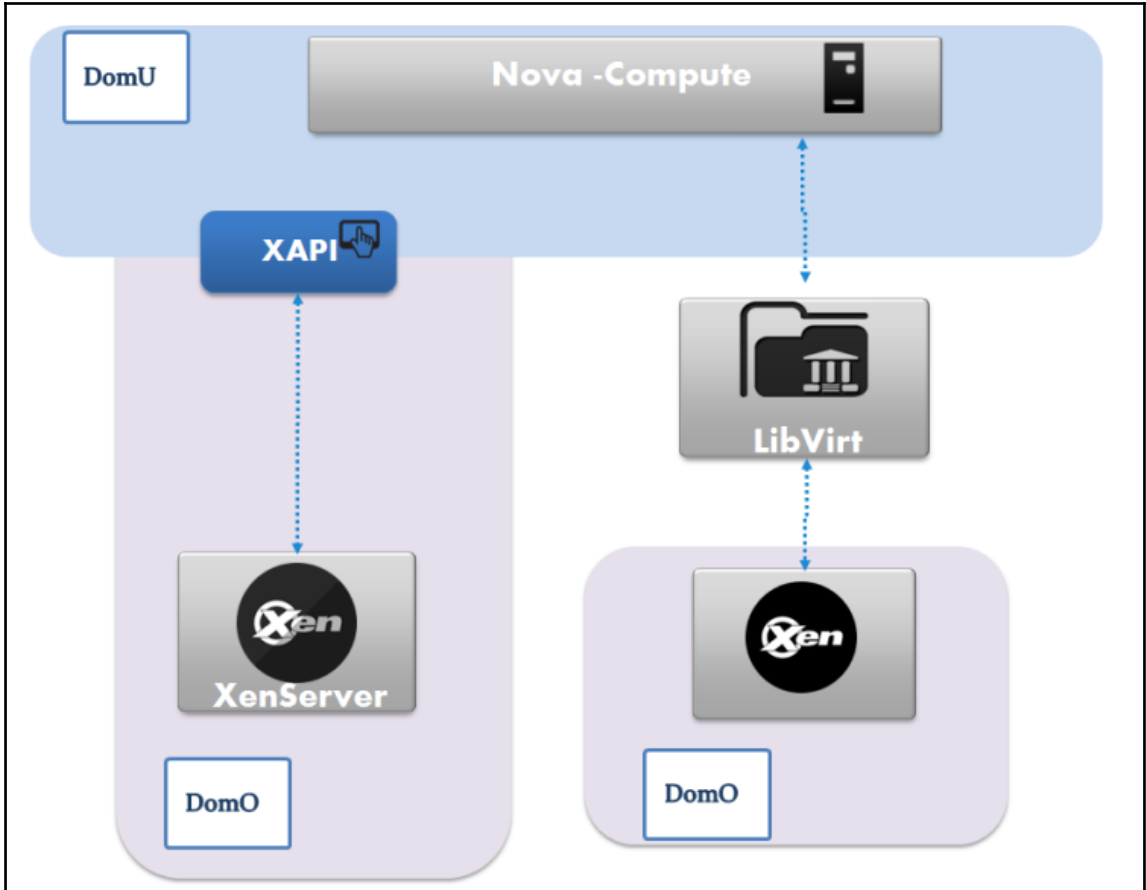 DomU
Nova -Compute
XAPI
LibVirt
Xen
XenServer
Xen
DomO
DomO